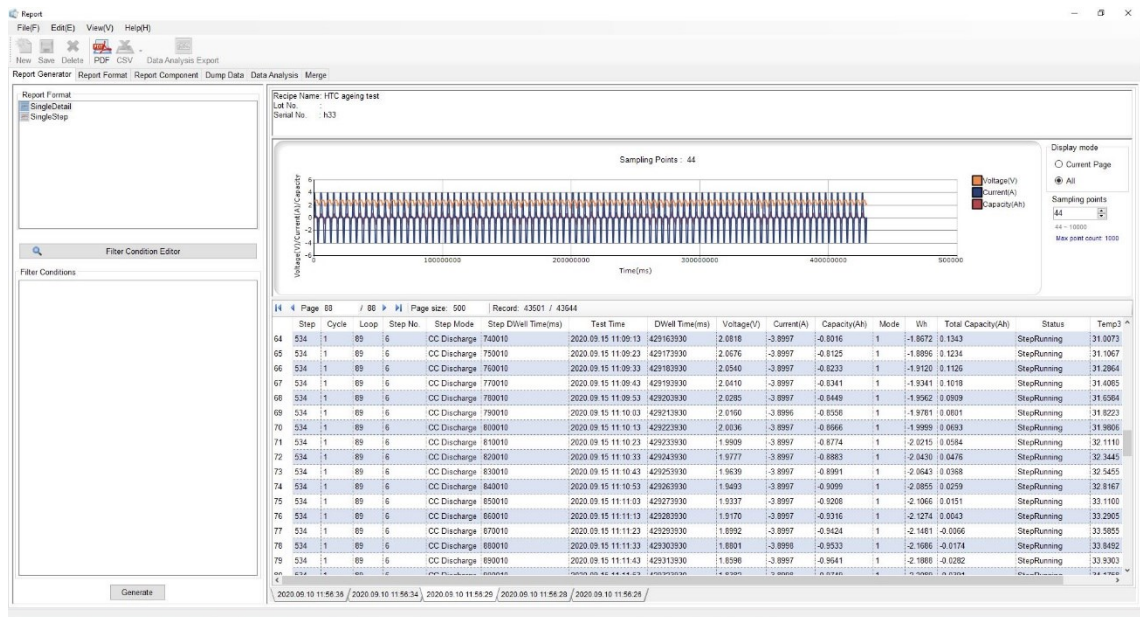 Report
File(F) Edit(E) View(V) Help(H)
New Save Delete PDF CSV Data Analysis Export
Report Generator Report Format Report Component Dump Data Data Analysis Merge
Report Format
SingleDetail
SingleStep
Filter Condition Editor
Filter Conditions
Generate
Recipe Name: HTC ageing test
Lot No. :
Serial No. : h33
Sampling Points : 44
Voltage(V)/Current(A)/Capacity
6
4
2
0
-2
-4
-6
0 100000000 200000000 300000000 400000000 500000
Time(ms)
Voltage(V)
Current(A)
Capacity(Ah)
Display mode
Current Page
All
Sampling points
44
44 ~ 10000
Max point count: 1000
Page 88 / 88 Page size: 500 Record: 43501 / 43644
Step Cycle Loop Step No. Step Mode Step DWell Time(ms) Test Time DWell Time(ms) Voltage(V) Current(A) Capacity(Ah) Mode Wh Total Capacity(Ah) Status Temp3
64 534 1 89 6 CC Discharge 740010 2020.09.15 11:09:13 429163930 2.0818 -3.8997 -0.8016 1 -1.8672 0.1343 StepRunning 31.0073
65 534 1 89 6 CC Discharge 750010 2020.09.15 11:09:23 429173930 2.0676 -3.8997 -0.8125 1 -1.8896 0.1234 StepRunning 31.1067
66 534 1 89 6 CC Discharge 760010 2020.09.15 11:09:33 429183930 2.0540 -3.8997 -0.8233 1 -1.9120 0.1126 StepRunning 31.2864
67 534 1 89 6 CC Discharge 770010 2020.09.15 11:09:43 429193930 2.0410 -3.8997 -0.8341 1 -1.9341 0.1018 StepRunning 31.4085
68 534 1 89 6 CC Discharge 780010 2020.09.15 11:09:53 429203930 2.0285 -3.8997 -0.8449 1 -1.9562 0.0909 StepRunning 31.6584
69 534 1 89 6 CC Discharge 790010 2020.09.15 11:10:03 429213930 2.0160 -3.8996 -0.8558 1 -1.9781 0.0801 StepRunning 31.8223
70 534 1 89 6 CC Discharge 800010 2020.09.15 11:10:13 429223930 2.0036 -3.8997 -0.8666 1 -1.9999 0.0693 StepRunning 31.9806
71 534 1 89 6 CC Discharge 810010 2020.09.15 11:10:23 429233930 1.9909 -3.8997 -0.8774 1 -2.0215 0.0584 StepRunning 32.1110
72 534 1 89 6 CC Discharge 820010 2020.09.15 11:10:33 429243930 1.9777 -3.8997 -0.8883 1 -2.0430 0.0476 StepRunning 32.3445
73 534 1 89 6 CC Discharge 830010 2020.09.15 11:10:43 429253930 1.9639 -3.8997 -0.8991 1 -2.0643 0.0368 StepRunning 32.5455
74 534 1 89 6 CC Discharge 840010 2020.09.15 11:10:53 429263930 1.9493 -3.8997 -0.9099 1 -2.0855 0.0259 StepRunning 32.8167
75 534 1 89 6 CC Discharge 850010 2020.09.15 11:11:03 429273930 1.9337 -3.8997 -0.9208 1 -2.1066 0.0151 StepRunning 33.1100
76 534 1 89 6 CC Discharge 860010 2020.09.15 11:11:13 429283930 1.9170 -3.8997 -0.9316 1 -2.1274 0.0043 StepRunning 33.2905
77 534 1 89 6 CC Discharge 870010 2020.09.15 11:11:23 429293930 1.8992 -3.8997 -0.9424 1 -2.1481 -0.0066 StepRunning 33.5855
78 534 1 89 6 CC Discharge 880010 2020.09.15 11:11:33 429303930 1.8801 -3.8998 -0.9533 1 -2.1686 -0.0174 StepRunning 33.8492
79 534 1 89 6 CC Discharge 890010 2020.09.15 11:11:43 429313930 1.8596 -3.8997 -0.9641 1 -2.1888 -0.0282 StepRunning 33.9303
2020.09.10 11:56:36 2020.09.10 11:56:34 2020.09.10 11:56:29 2020.09.10 11:56:28 2020.09.10 11:56:26